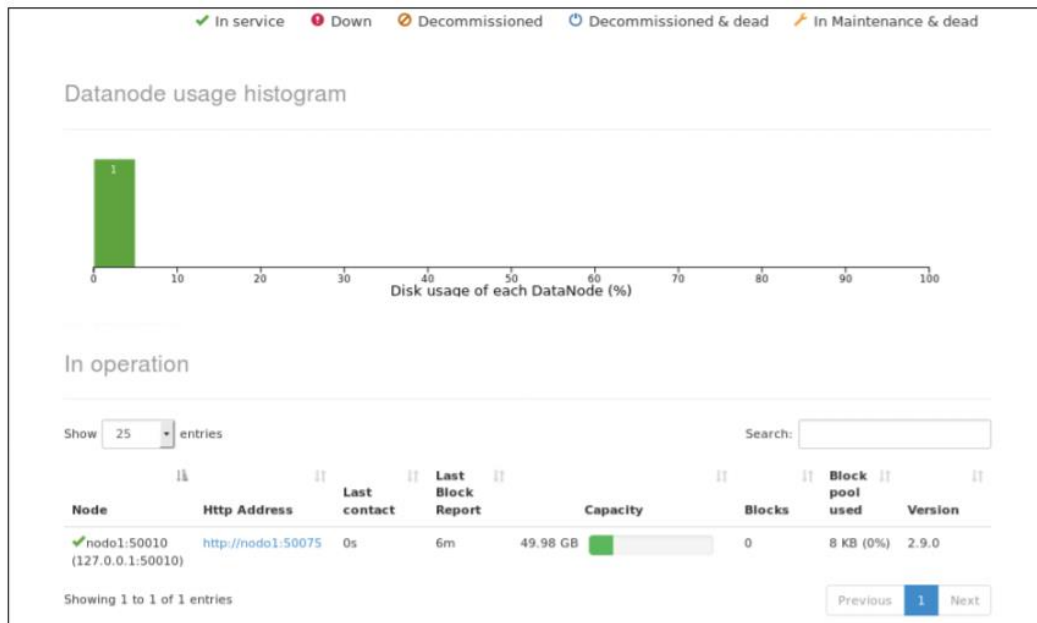 In service Down Decommissioned Decommissioned & dead In Maintenance & dead
Datanode usage histogram
1
0 10 20 30 40 50 60 70 80 90 100
Disk usage of each DataNode (%)
In operation
Show 25 entries Search:
Node Http Address Last contact Last Block Report Capacity Blocks Block pool used Version
nodo1:50010 http://nodo1:50075 0s 6m 49.98 GB 0 8 KB (0%) 2.9.0
(127.0.0.1:50010)
Showing 1 to 1 of 1 entries Previous 1 Next